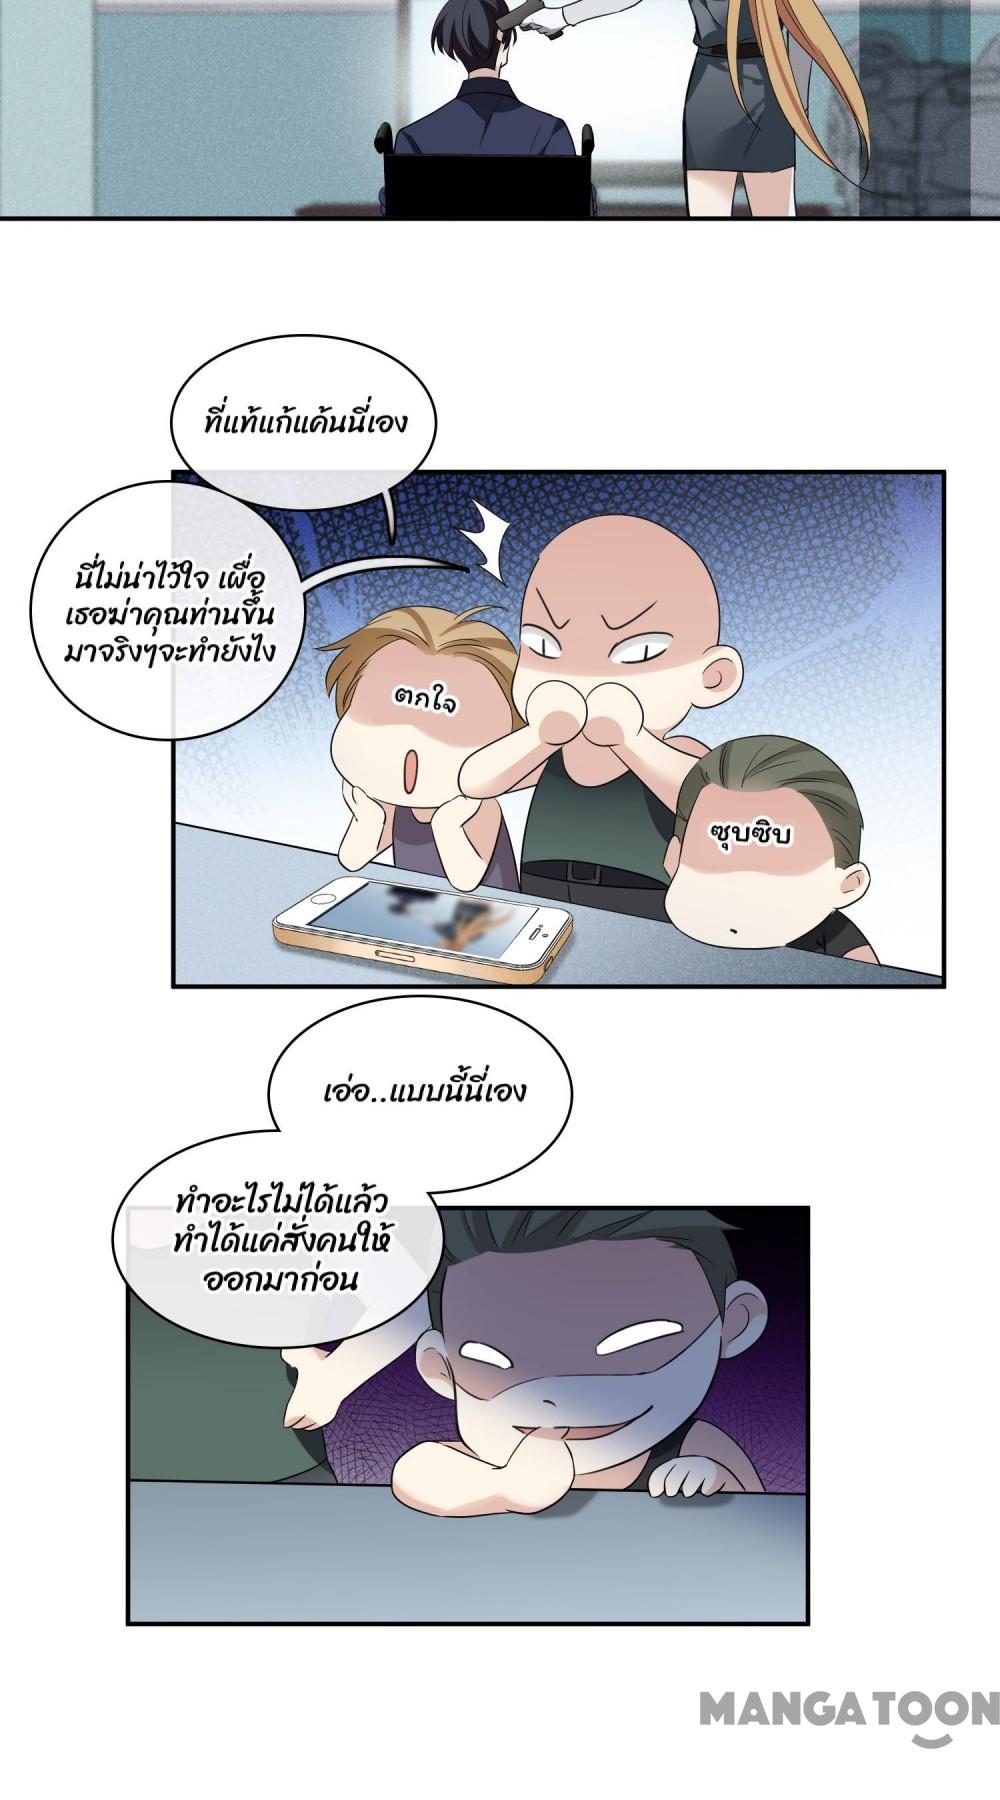 ที่แท้แก้แค้นนี่เอง
นี่ไม่น่าไว้ใจ เผื่อ
เธอฆ่าคุณท่านขึ้น
มาจริงๆจะทำยังไง
ตกใจ
ซุบซิบ
เอ่อ..แบบนี้นี่เอง
ทำอะไรไม่ได้แล้ว
ทำได้แค่สั่งคนให้
ออกมาก่อน
MANGATOON